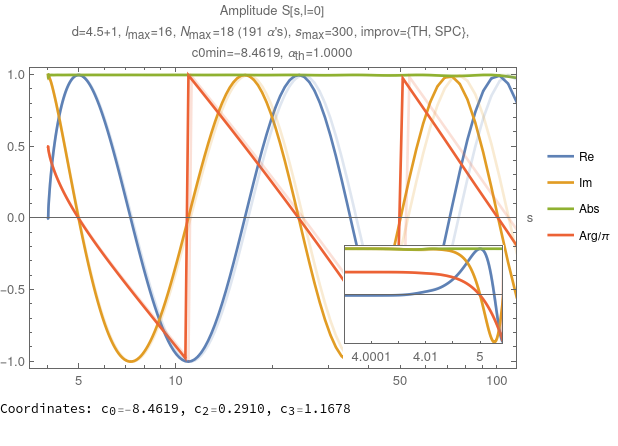 Amplitude S[s,l=0]
d=4.5+1, lmax=16, Nmax=18 (191 α's), smax=300, improv={TH, SPC},
c0min=-8.4619, αth=1.0000
1.0
0.5
0.0
-0.5
-1.0
5
10
50
100
s
4.0001
4.01
5
Re
Im
Abs
Arg/π
Coordinates: c0=-8.4619, c2=0.2910, c3=1.1678